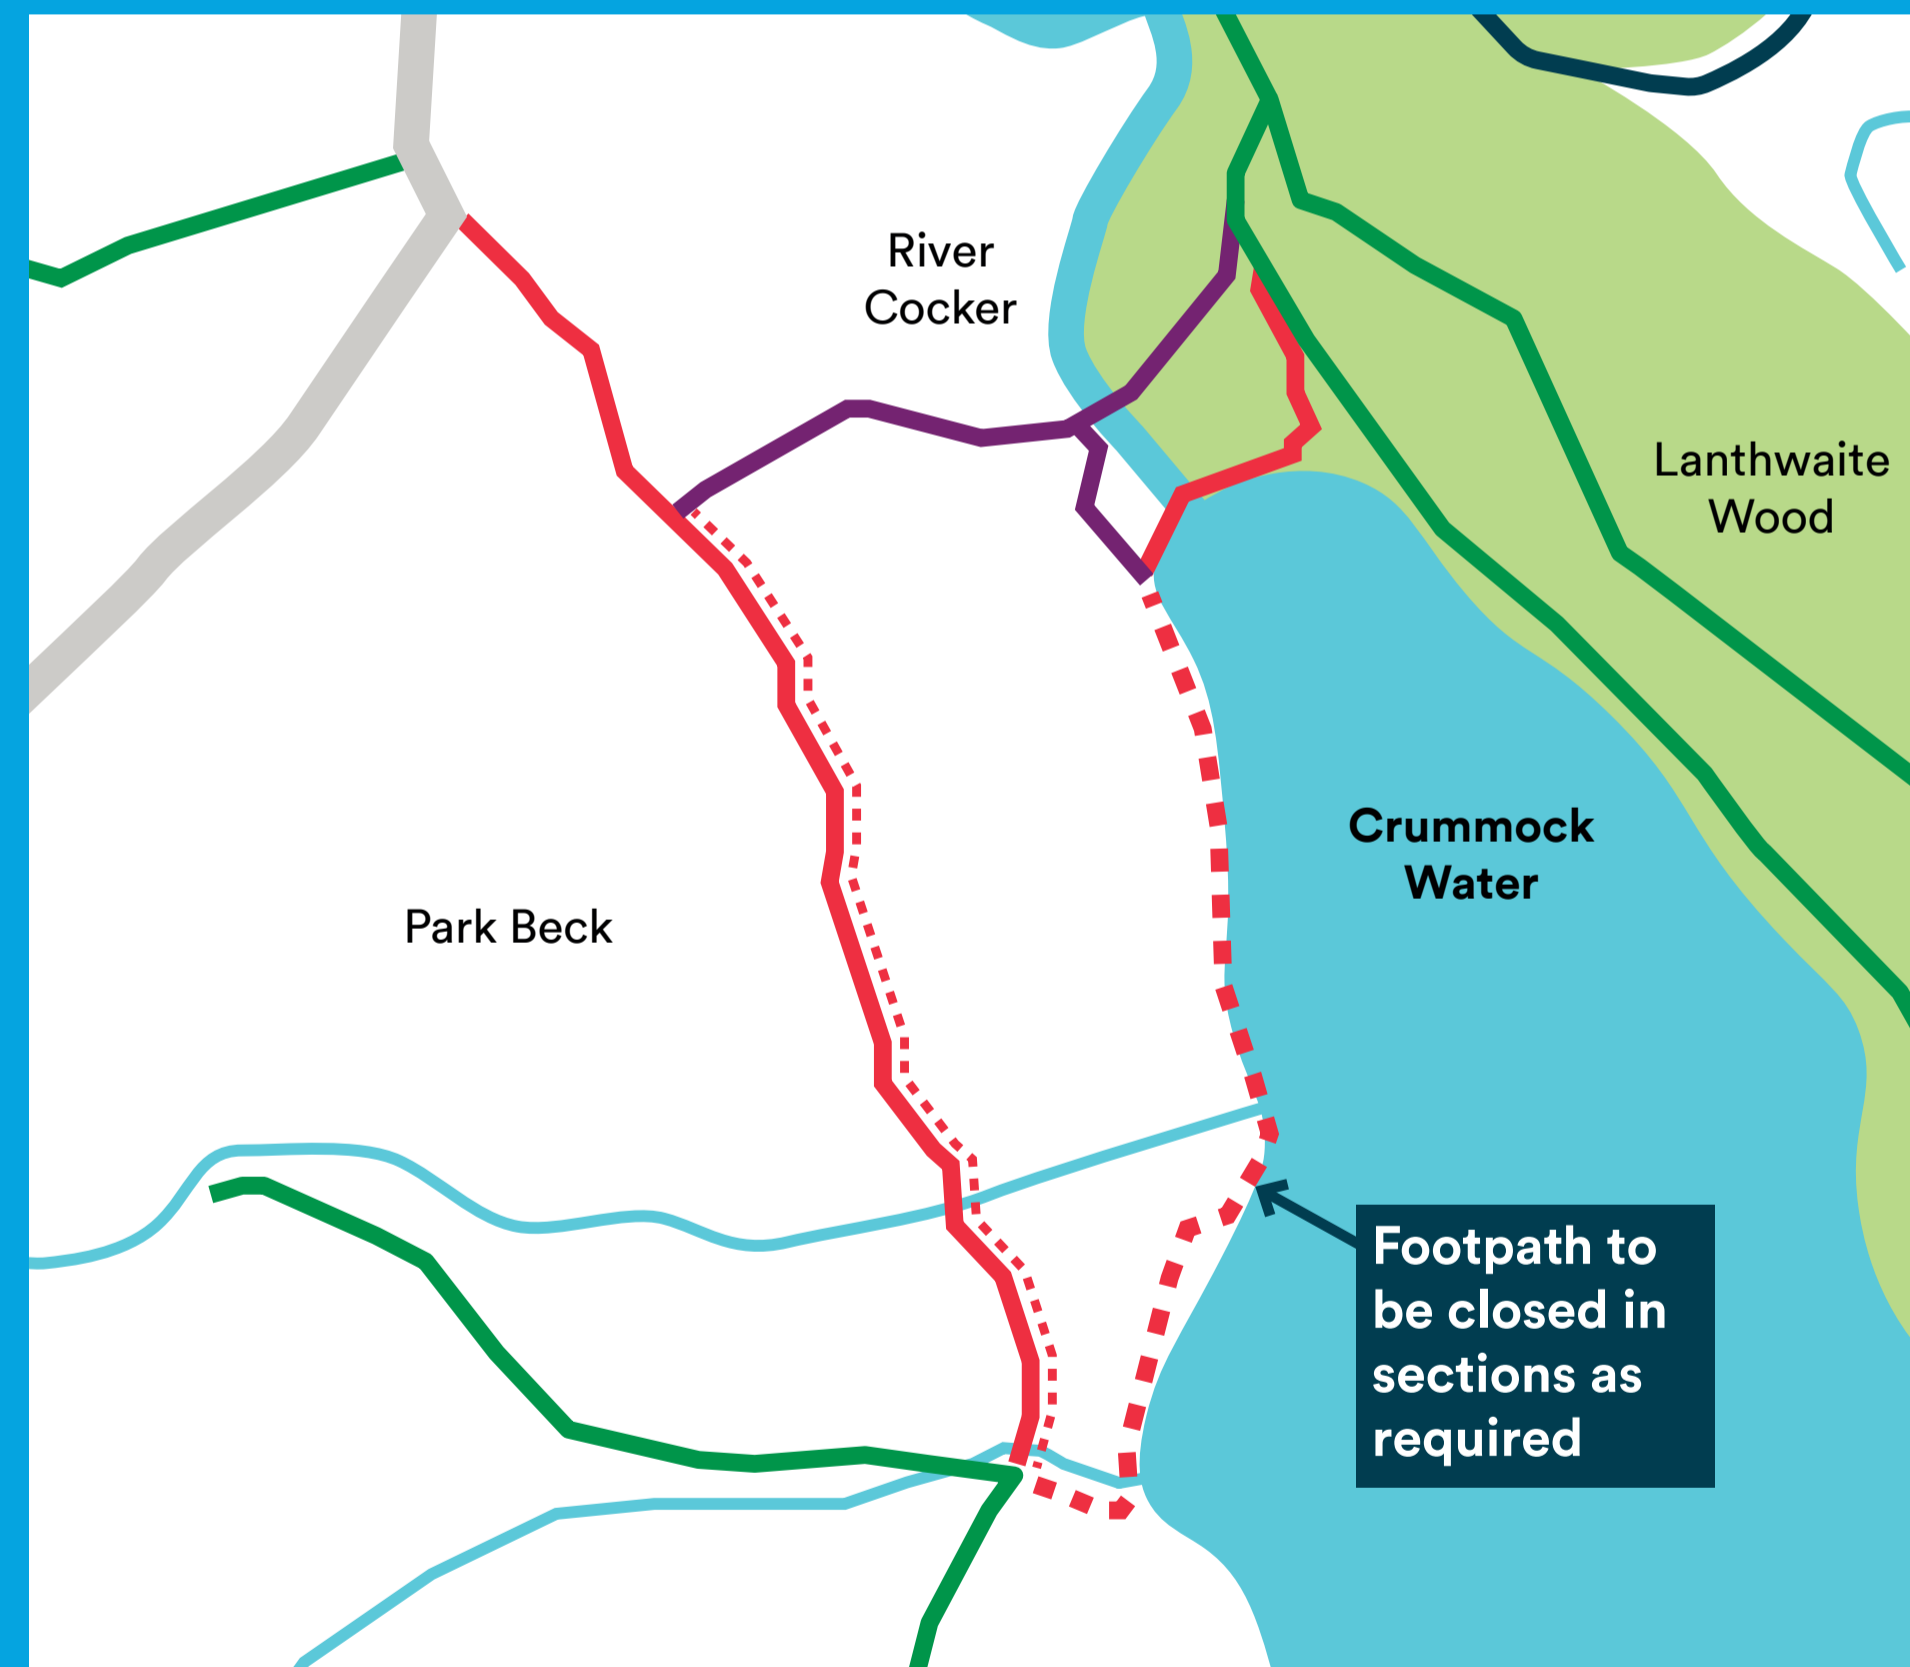 River
Cocker
Lanthwaite
Wood
Crummock
Water
Park Beck
Footpath to
be closed in
sections as
required